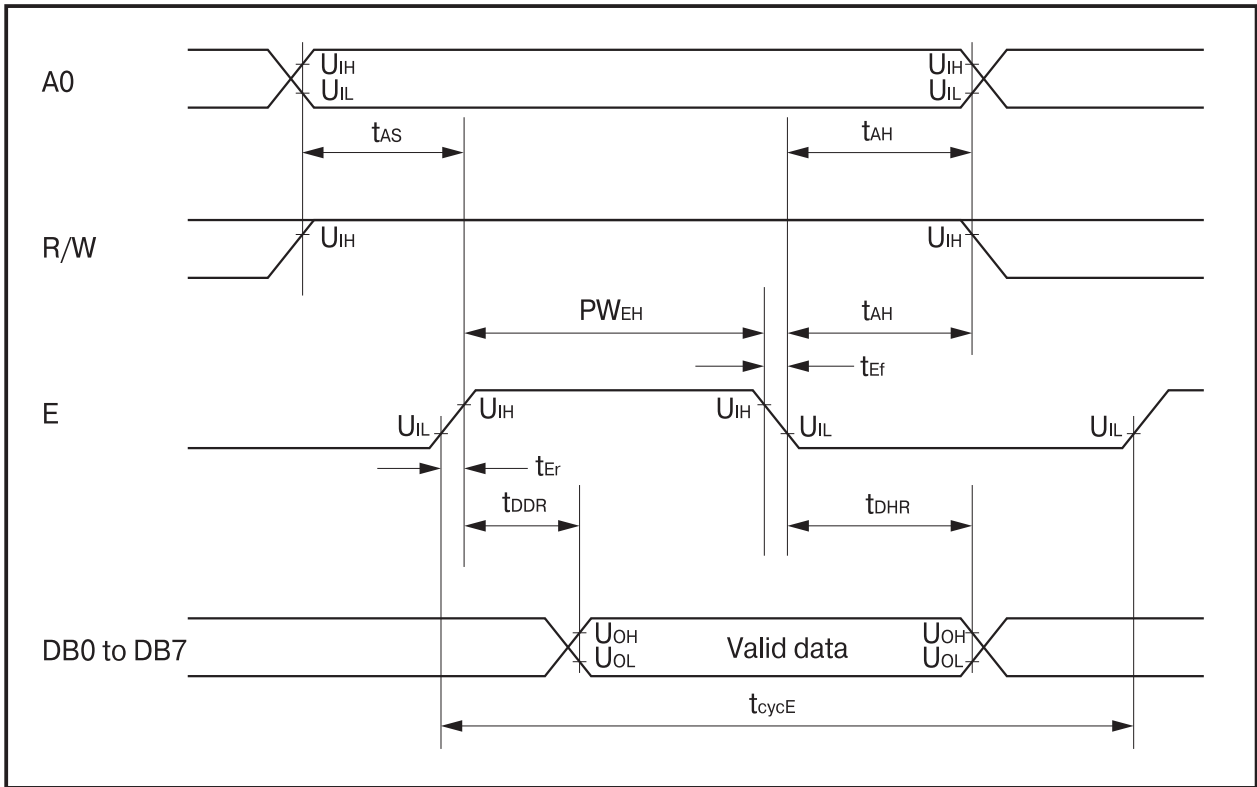 A0
UIH
UIL
UIH
UIL
tAS
tAH
R/W
UIH
UIH
PWEH
tAH
tEf
E
UIL
UIH
UIH
UIL
UIL
tEr
tDDR
tDHR
DB0 to DB7
UOH
UOL
Valid data
UOH
UOL
tcycE